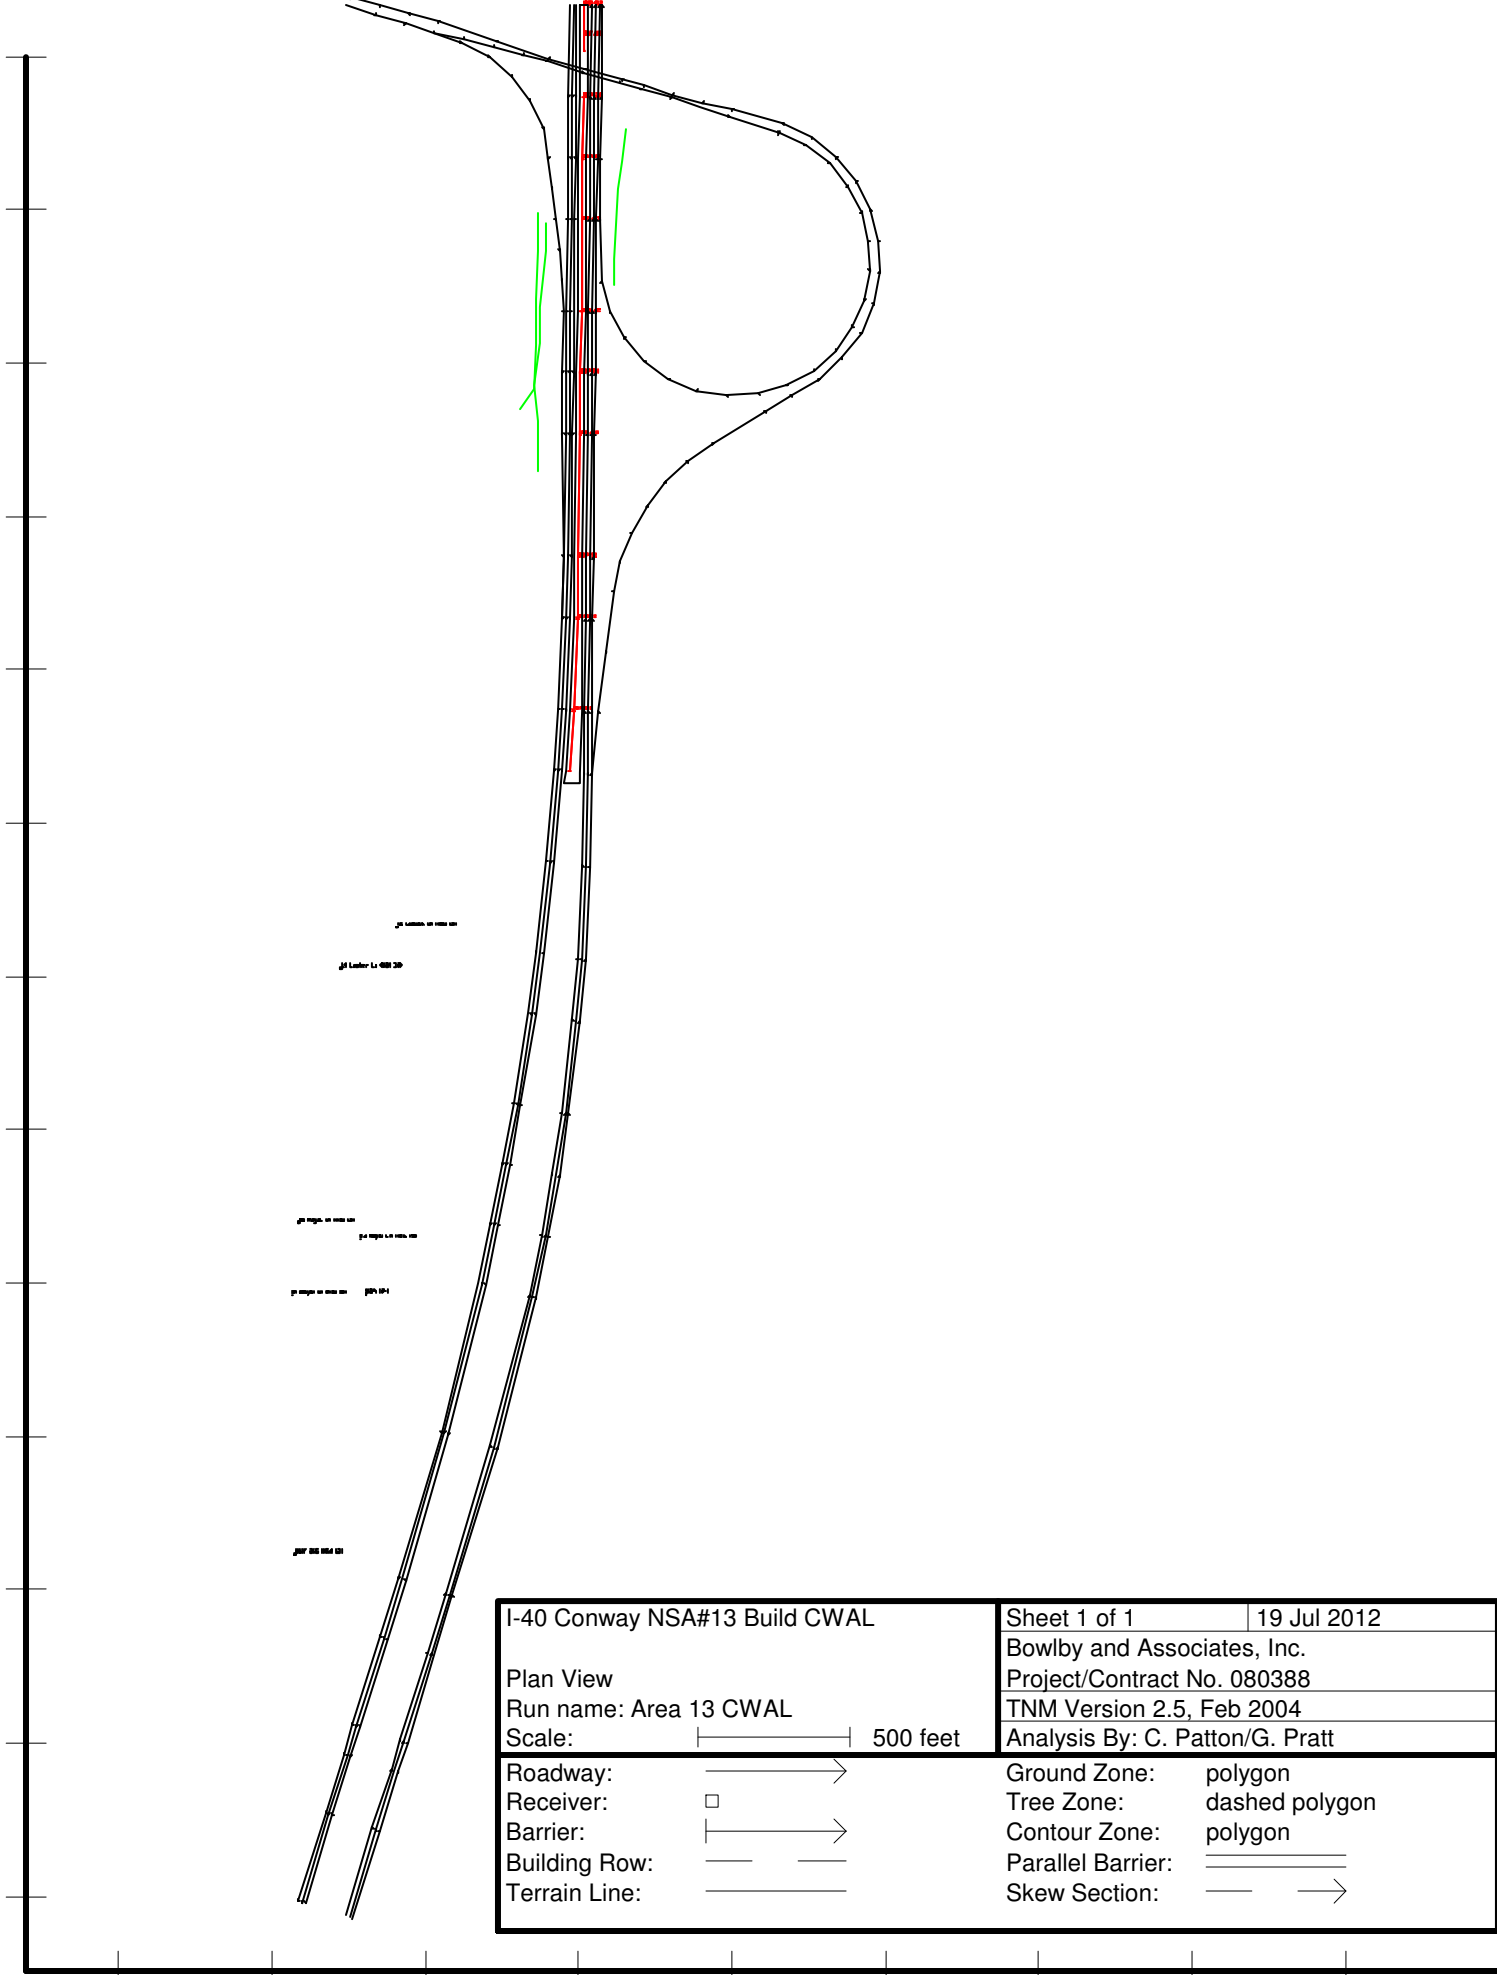 I-40 Conway NSA#13 Build CWAL
Plan View
Run name: Area 13 CWAL
Scale: 500 feet
Sheet 1 of 1 19 Jul 2012
Bowlby and Associates, Inc.
Project/Contract No. 080388
TNM Version 2.5, Feb 2004
Analysis By: C. Patton/G. Pratt
Roadway:
Receiver:
Barrier:
Building Row:
Terrain Line:
Ground Zone: polygon
Tree Zone: dashed polygon
Contour Zone: polygon
Parallel Barrier:
Skew Section: